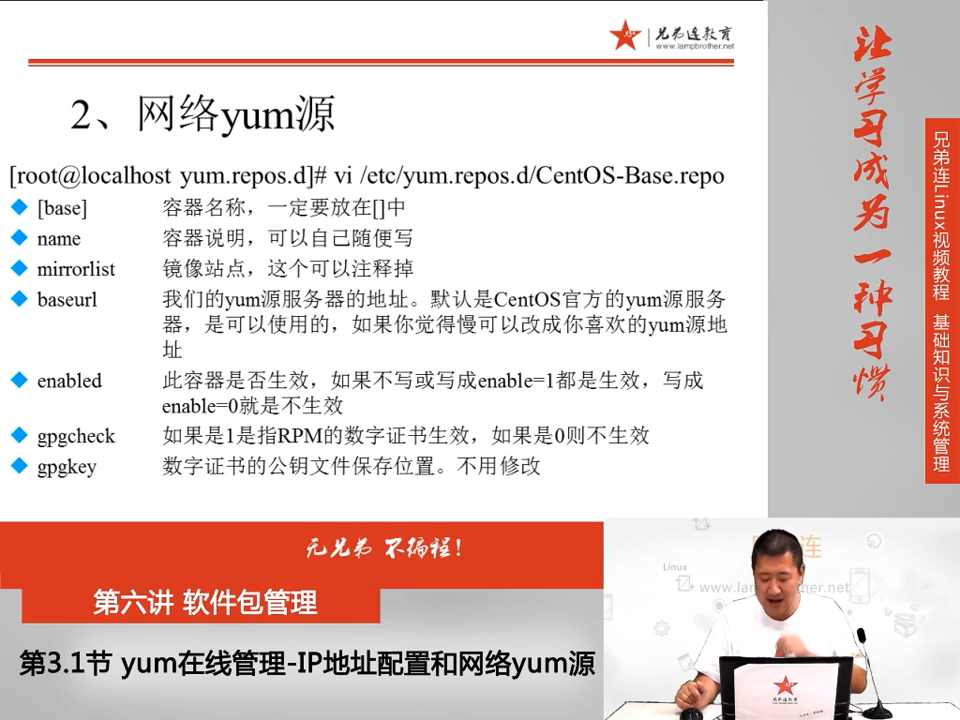 兄弟连教育
www.lampbrother.net
2、网络yum源
[root@localhost yum.repos.d]# vi /etc/yum.repos.d/CentOS-Base.repo
[base] 容器名称，一定要放在[]中
name 容器说明，可以自己随便写
mirrorlist 镜像站点，这个可以注释掉
baseurl 我们的yum源服务器的地址。默认是CentOS官方的yum源服务
器，是可以使用的，如果你觉得慢可以改成你喜欢的yum源地
址
enabled 此容器是否生效，如果不写或写成enable=1都是生效，写成
enable=0就是不生效
gpgcheck 如果是1是指RPM的数字证书生效，如果是0则不生效
gpgkey 数字证书的公钥文件保存位置。不用修改
让学习成为一种习惯
兄弟连Linux视频教程 基础知识与系统管理
无兄弟 不编程！
第六讲 软件包管理
第3.1节 yum在线管理-IP地址配置和网络yum源
Linux
兄弟连教育